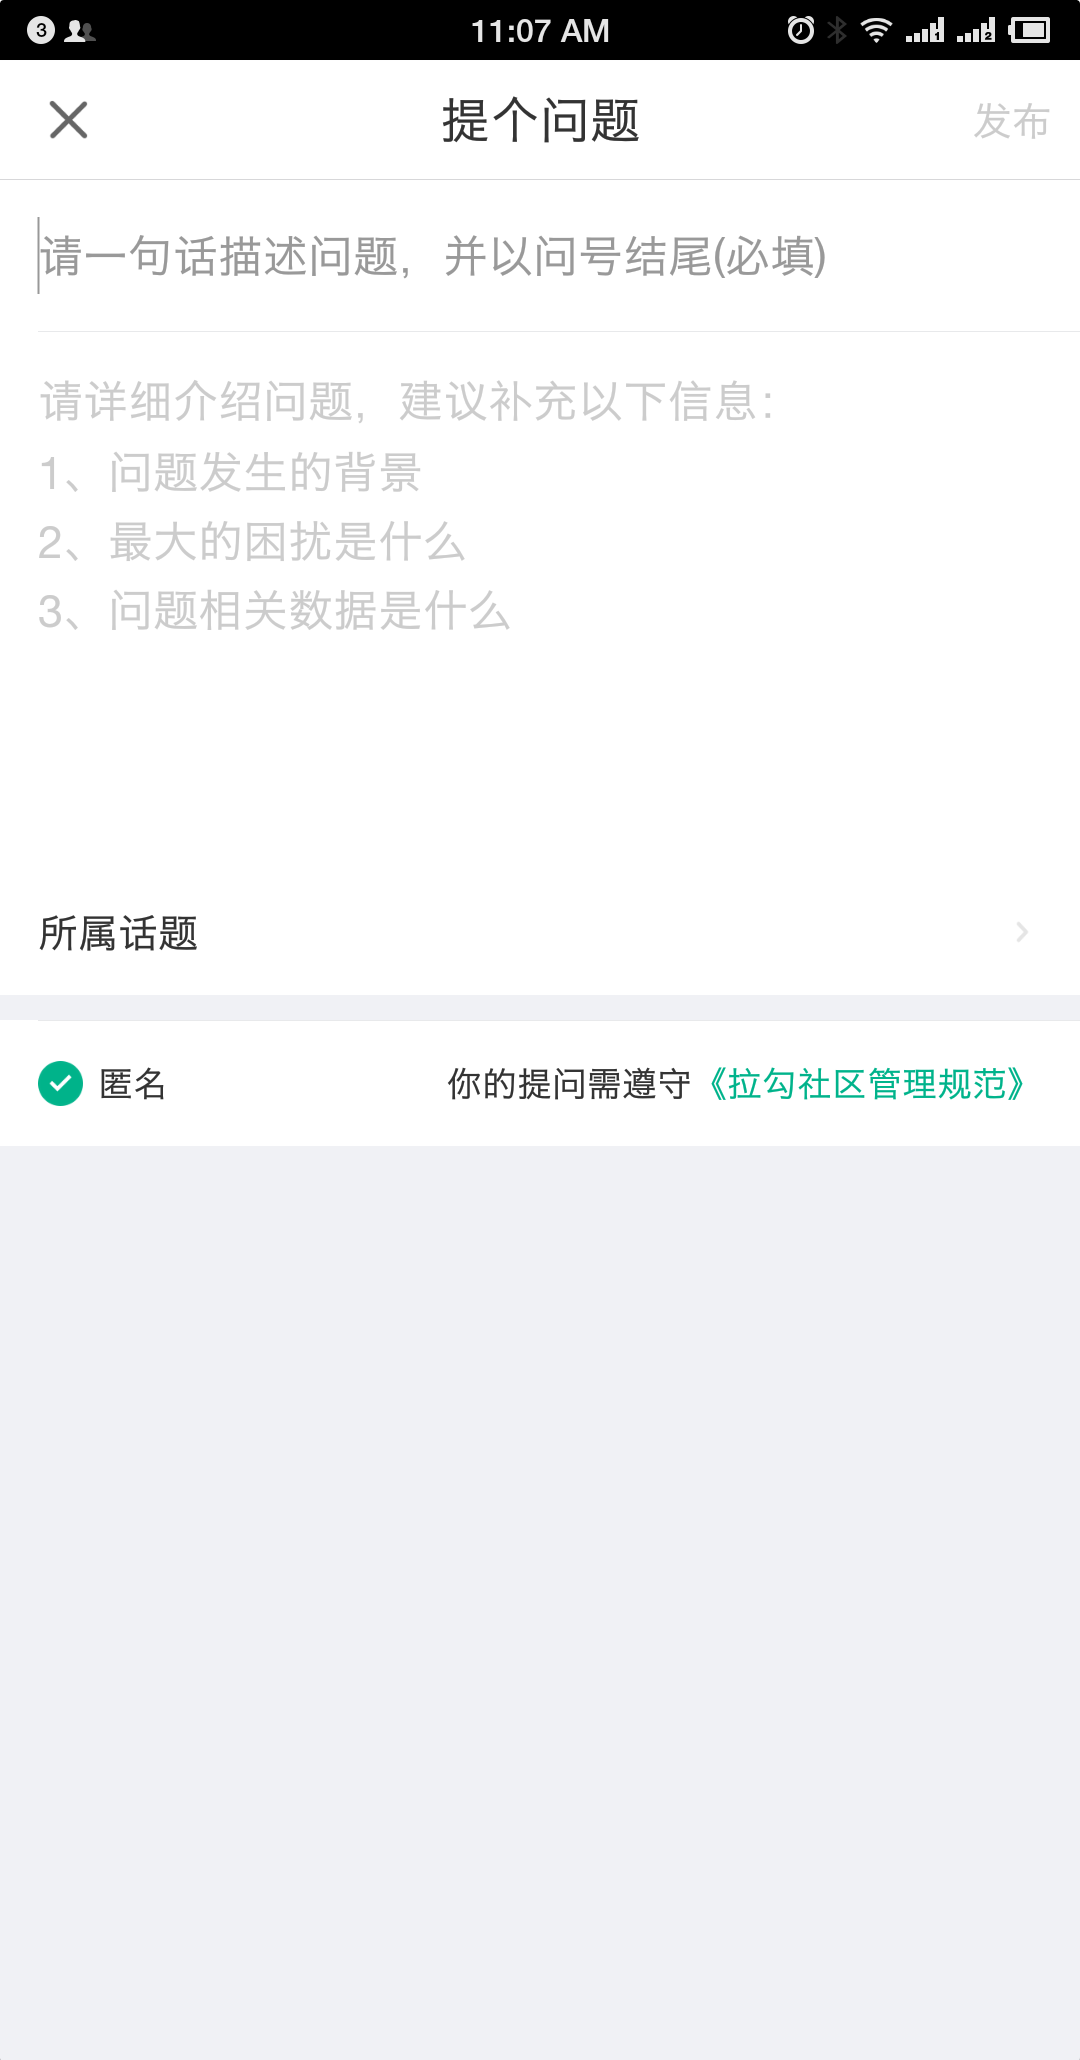 3
11:07 AM
1
2
提个问题
发布
请一句话描述问题，并以问号结尾(必填)
请详细介绍问题，建议补充以下信息：
1、问题发生的背景
2、最大的困扰是什么
3、问题相关数据是什么
所属话题
匿名
你的提问需遵守《拉勾社区管理规范》